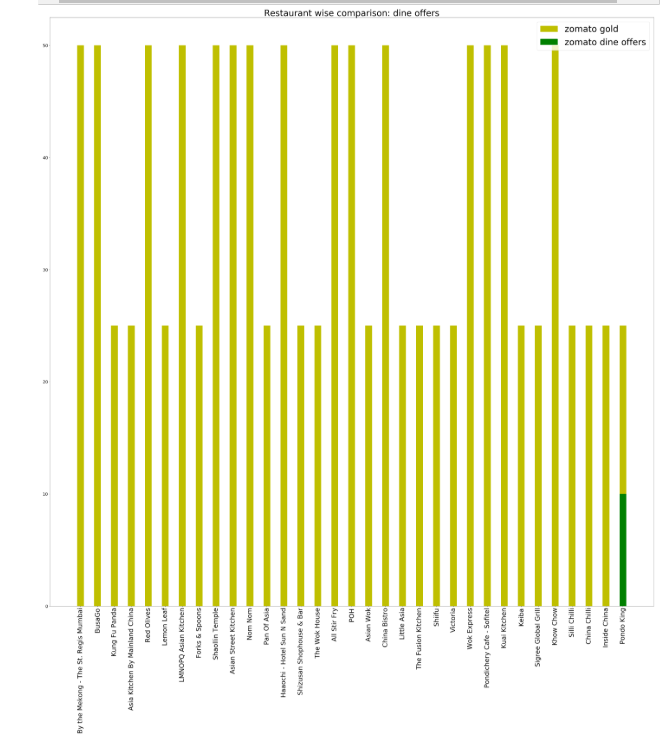 Restaurant wise comparison: dine offers
zomato gold
zomato dine offers
50
40
30
20
10
0
By the Mekong - The St. Regis Mumbai
BusaGo
Kung Fu Panda
Asia Kitchen By Mainland China
Red Olives
Lemon Leaf
LMNOPQ Asian Kitchen
Forks & Spoons
Shaolin Temple
Asian Street Kitchen
Nom Nom
Pan Of Asia
Haaochi - Hotel Sun N Sand
Shizusan Shophouse & Bar
The Wok House
All Stir Fry
POH
Asian Wok
China Bistro
Little Asia
The Fusion Kitchen
Shifu
Victoria
Wok Express
Pondichery Cafe - Sofitel
Kuai Kitchen
Keiba
Sigree Global Grill
Khow Chow
Silli Chilli
China Chilli
Inside China
Pondo King